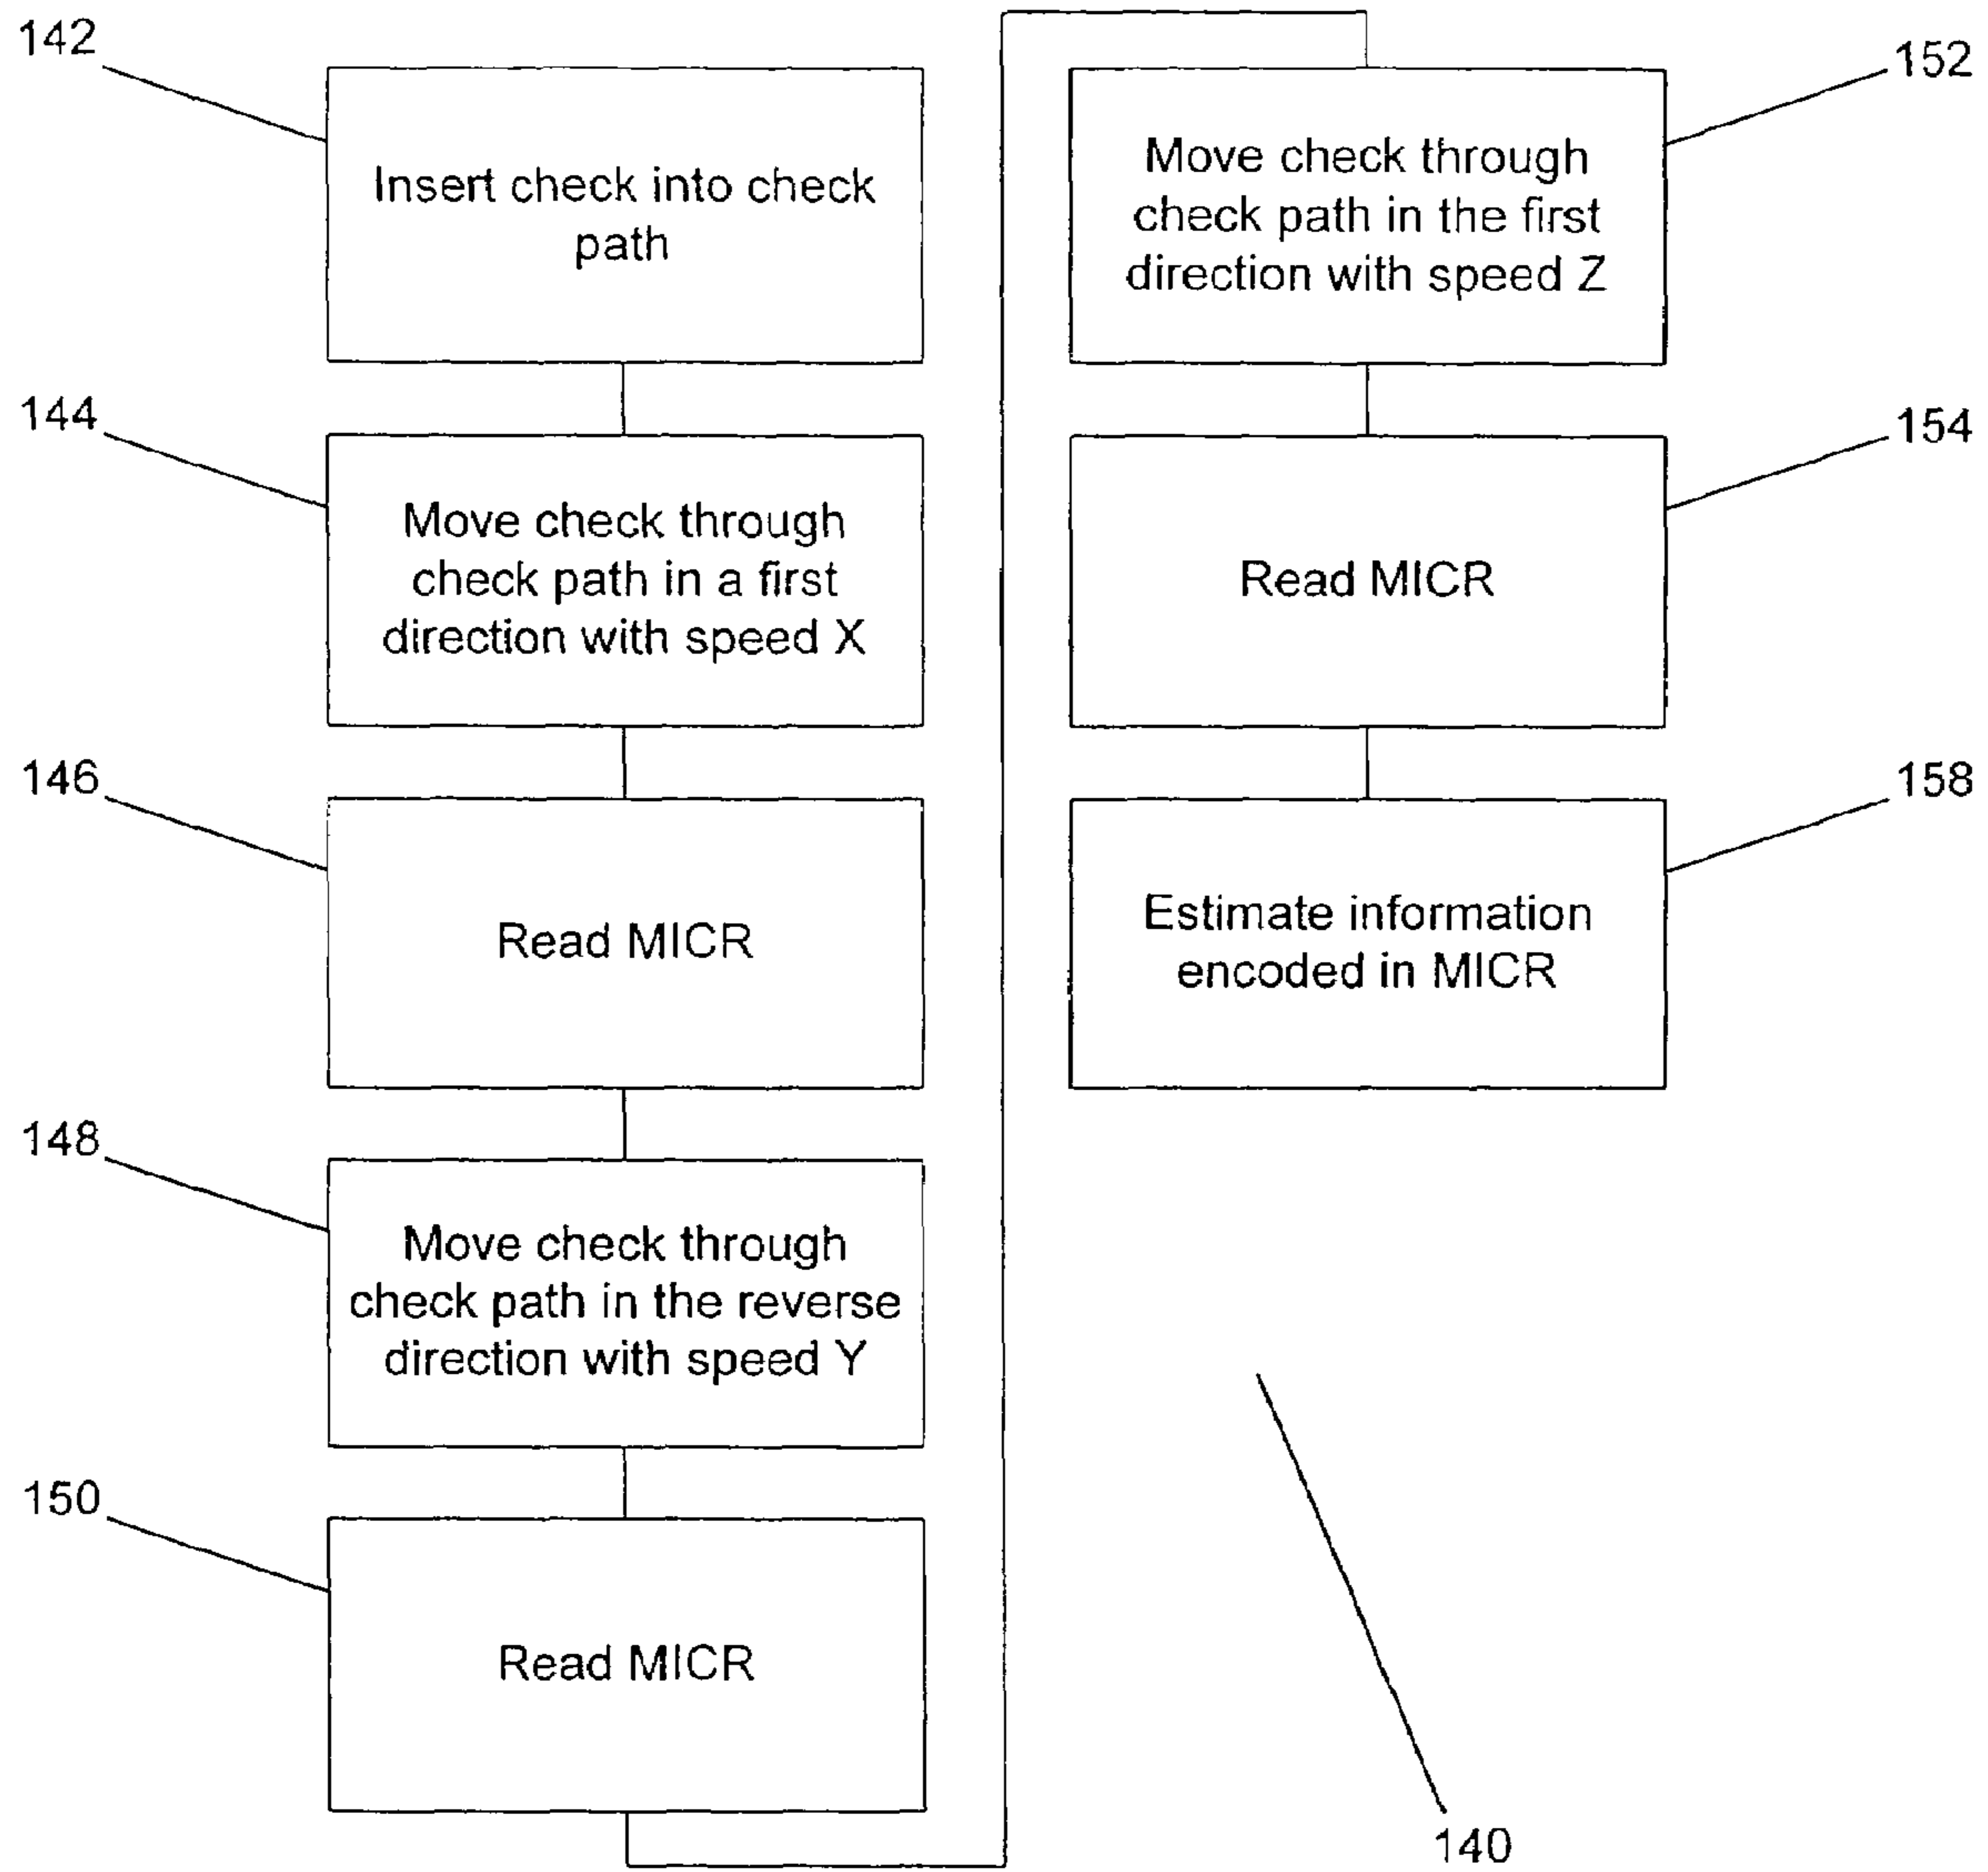 142
Insert check into check
path
144
Move check through
check path in a first
direction with speed X
146
Read MICR
148
Move check through
check path in the reverse
direction with speed Y
150
Read MICR
152
Move check through
check path in the first
direction with speed Z
154
Read MICR
158
Estimate information
encoded in MICR
140